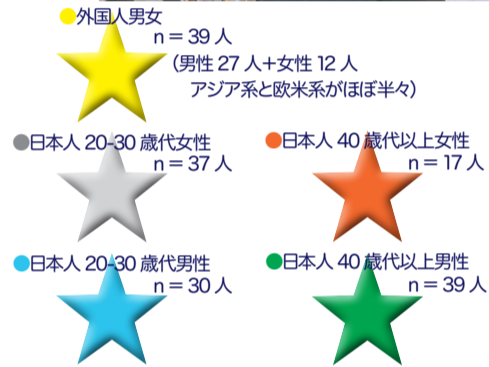 ●外国人男女
n = 39 人
（男性 27 人＋女性 12 人
アジア系と欧米系がほぼ半々）
●日本人 20-30 歳代女性
n = 37 人
●日本人 40 歳代以上女性
n = 17 人
●日本人 20-30 歳代男性
n = 30 人
●日本人 40 歳代以上男性
n = 39 人